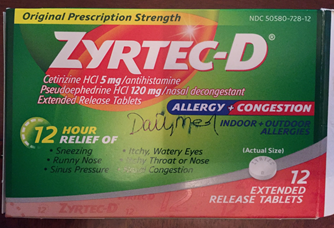 Original Prescription Strength
NDC 50580-728-12
ZYRTEC-D®
Cetirizine HCl 5 mg/antihistamine
Pseudoephedrine HCl 120 mg/nasal decongestant
Extended Release Tablets
ALLERGY + CONGESTION
DailyMed
INDOOR + OUTDOOR
ALLERGIES
12 HOUR
RELIEF OF
• Sneezing
• Runny Nose
• Sinus Pressure
• Itchy, Watery Eyes
• Itchy Throat or Nose
• Nasal Congestion
(Actual Size)
12
EXTENDED
RELEASE TABLETS